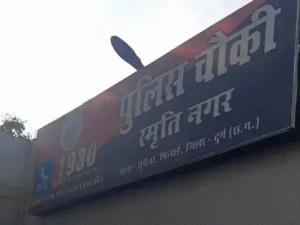 पुलिस चौकी
स्मृति नगर
1930
थाना - सुपेला, भिलाई, जिला - दुर्ग (छ.ग.)